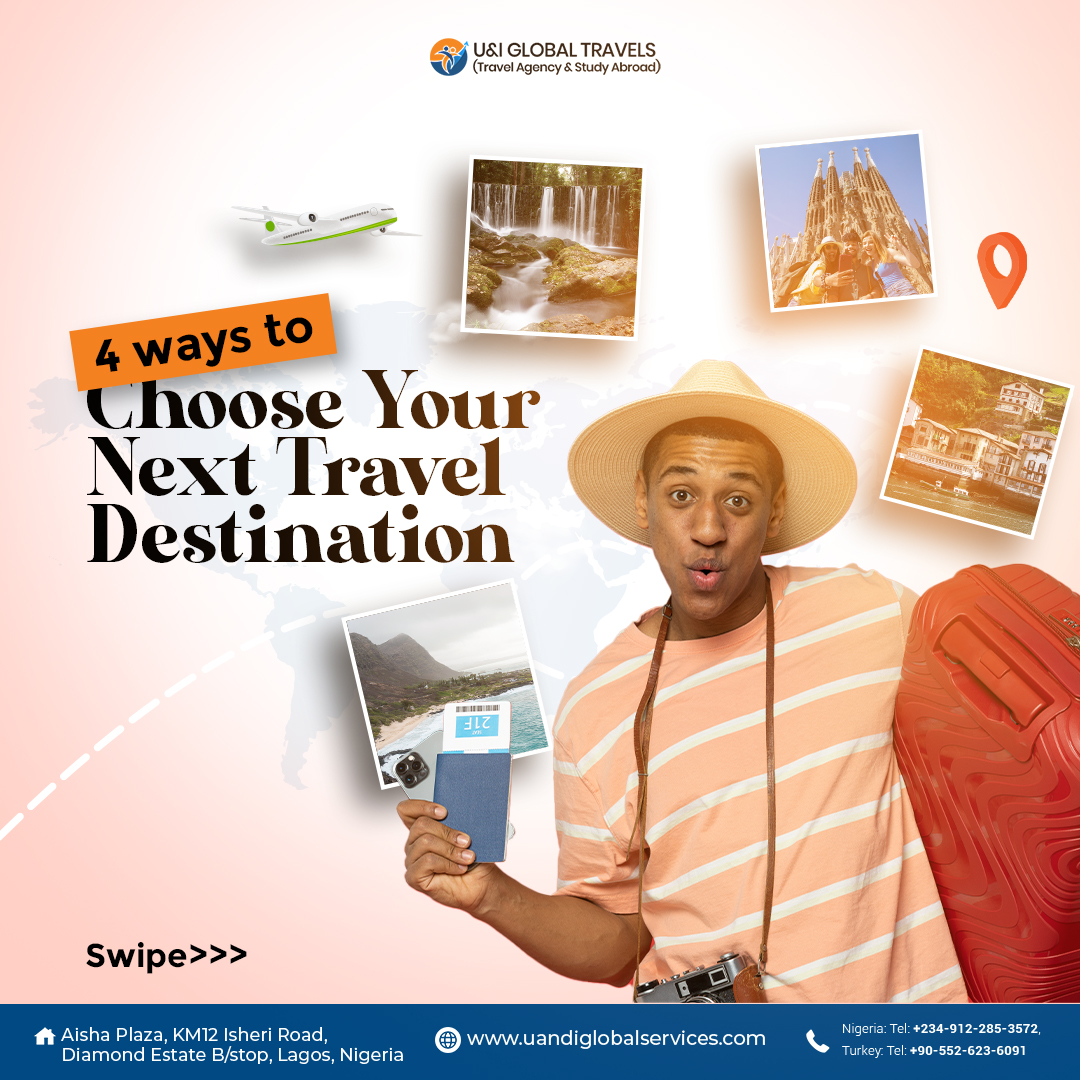 U&I GLOBAL TRAVELS
(Travel Agency & Study Abroad)
4 ways to
Choose Your
Next Travel
Destination
21F
Swipe>>>
Aisha Plaza, KM12 Isheri Road,
Diamond Estate B/stop, Lagos, Nigeria
www.uandiglobalservices.com
Nigeria: Tel: +234-912-285-3572,
Turkey: Tel: +90-552-623-6091